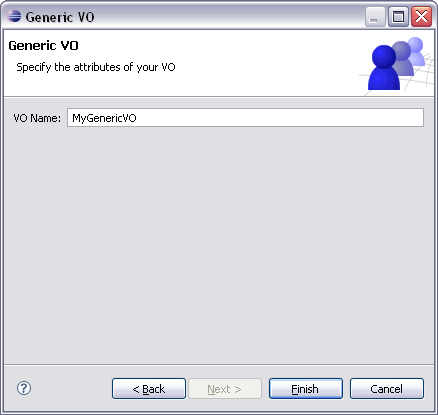 Generic VO
Generic VO
Specify the attributes of your VO
VO Name: MyGenericVO
? < Back Next > Finish Cancel